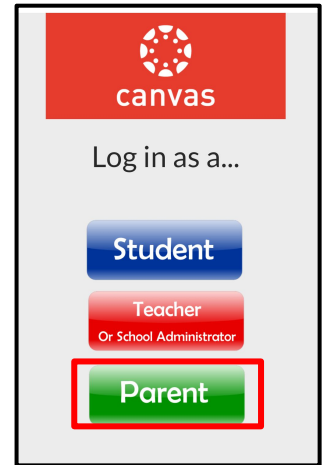 canvas
Log in as a...
Student
Teacher
Or School Administrator
Parent